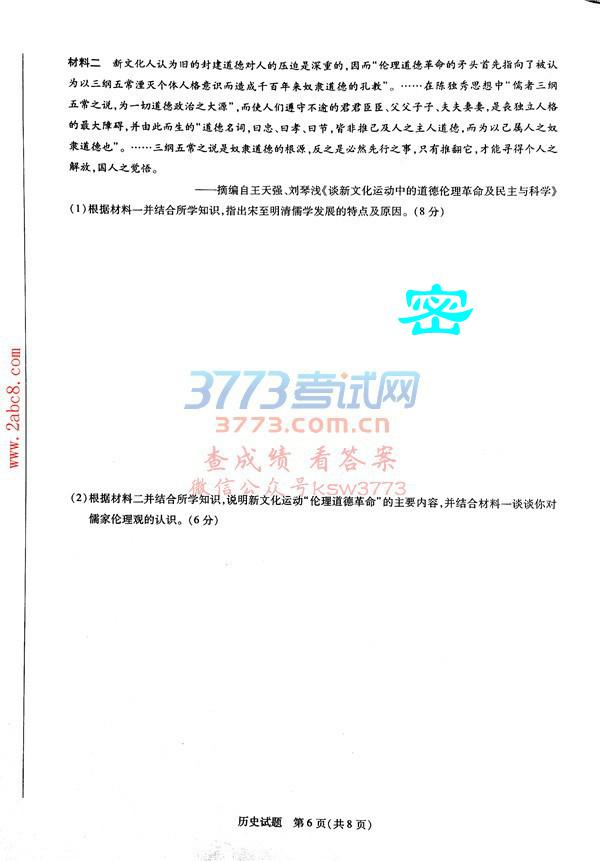 材料二 新文化人认为旧的封建道德对人的压迫是深重的,因而“伦理道德革命的矛头首先指向了被认
为以三纲五常湮灭个体人格意识而造成千百年来奴隶道德的孔教”。……在陈独秀思想中“儒者三纲
五常之说,为一切道德政治之大源”,而使人们遵守不逾的君君臣臣、父父子子、夫夫妻妻,是丧独立人格
的最大障碍,并由此而生的“道德名词,曰忠、曰孝、曰节,皆非推己及人之主人道德,而为以己属人之奴
隶道德也”。……三纲五常之说是奴隶道德的根源,反之是必然先行之事,只有推翻它,才能寻得个人之
解放,国人之觉悟。
——摘编自王天强、刘琴浅《谈新文化运动中的道德伦理革命及民主与科学》
(1)根据材料一并结合所学知识,指出宋至明清儒学发展的特点及原因。(8分)
密
3773考试网
3773.com.cn
查成绩 看答案
微信公众号Ksw3773
www.2abc8.com
(2)根据材料二并结合所学知识,说明新文化运动“伦理道德革命”的主要内容,并结合材料一谈谈你对
儒家伦理观的认识。(6分)
历史试题 第6页(共8页)